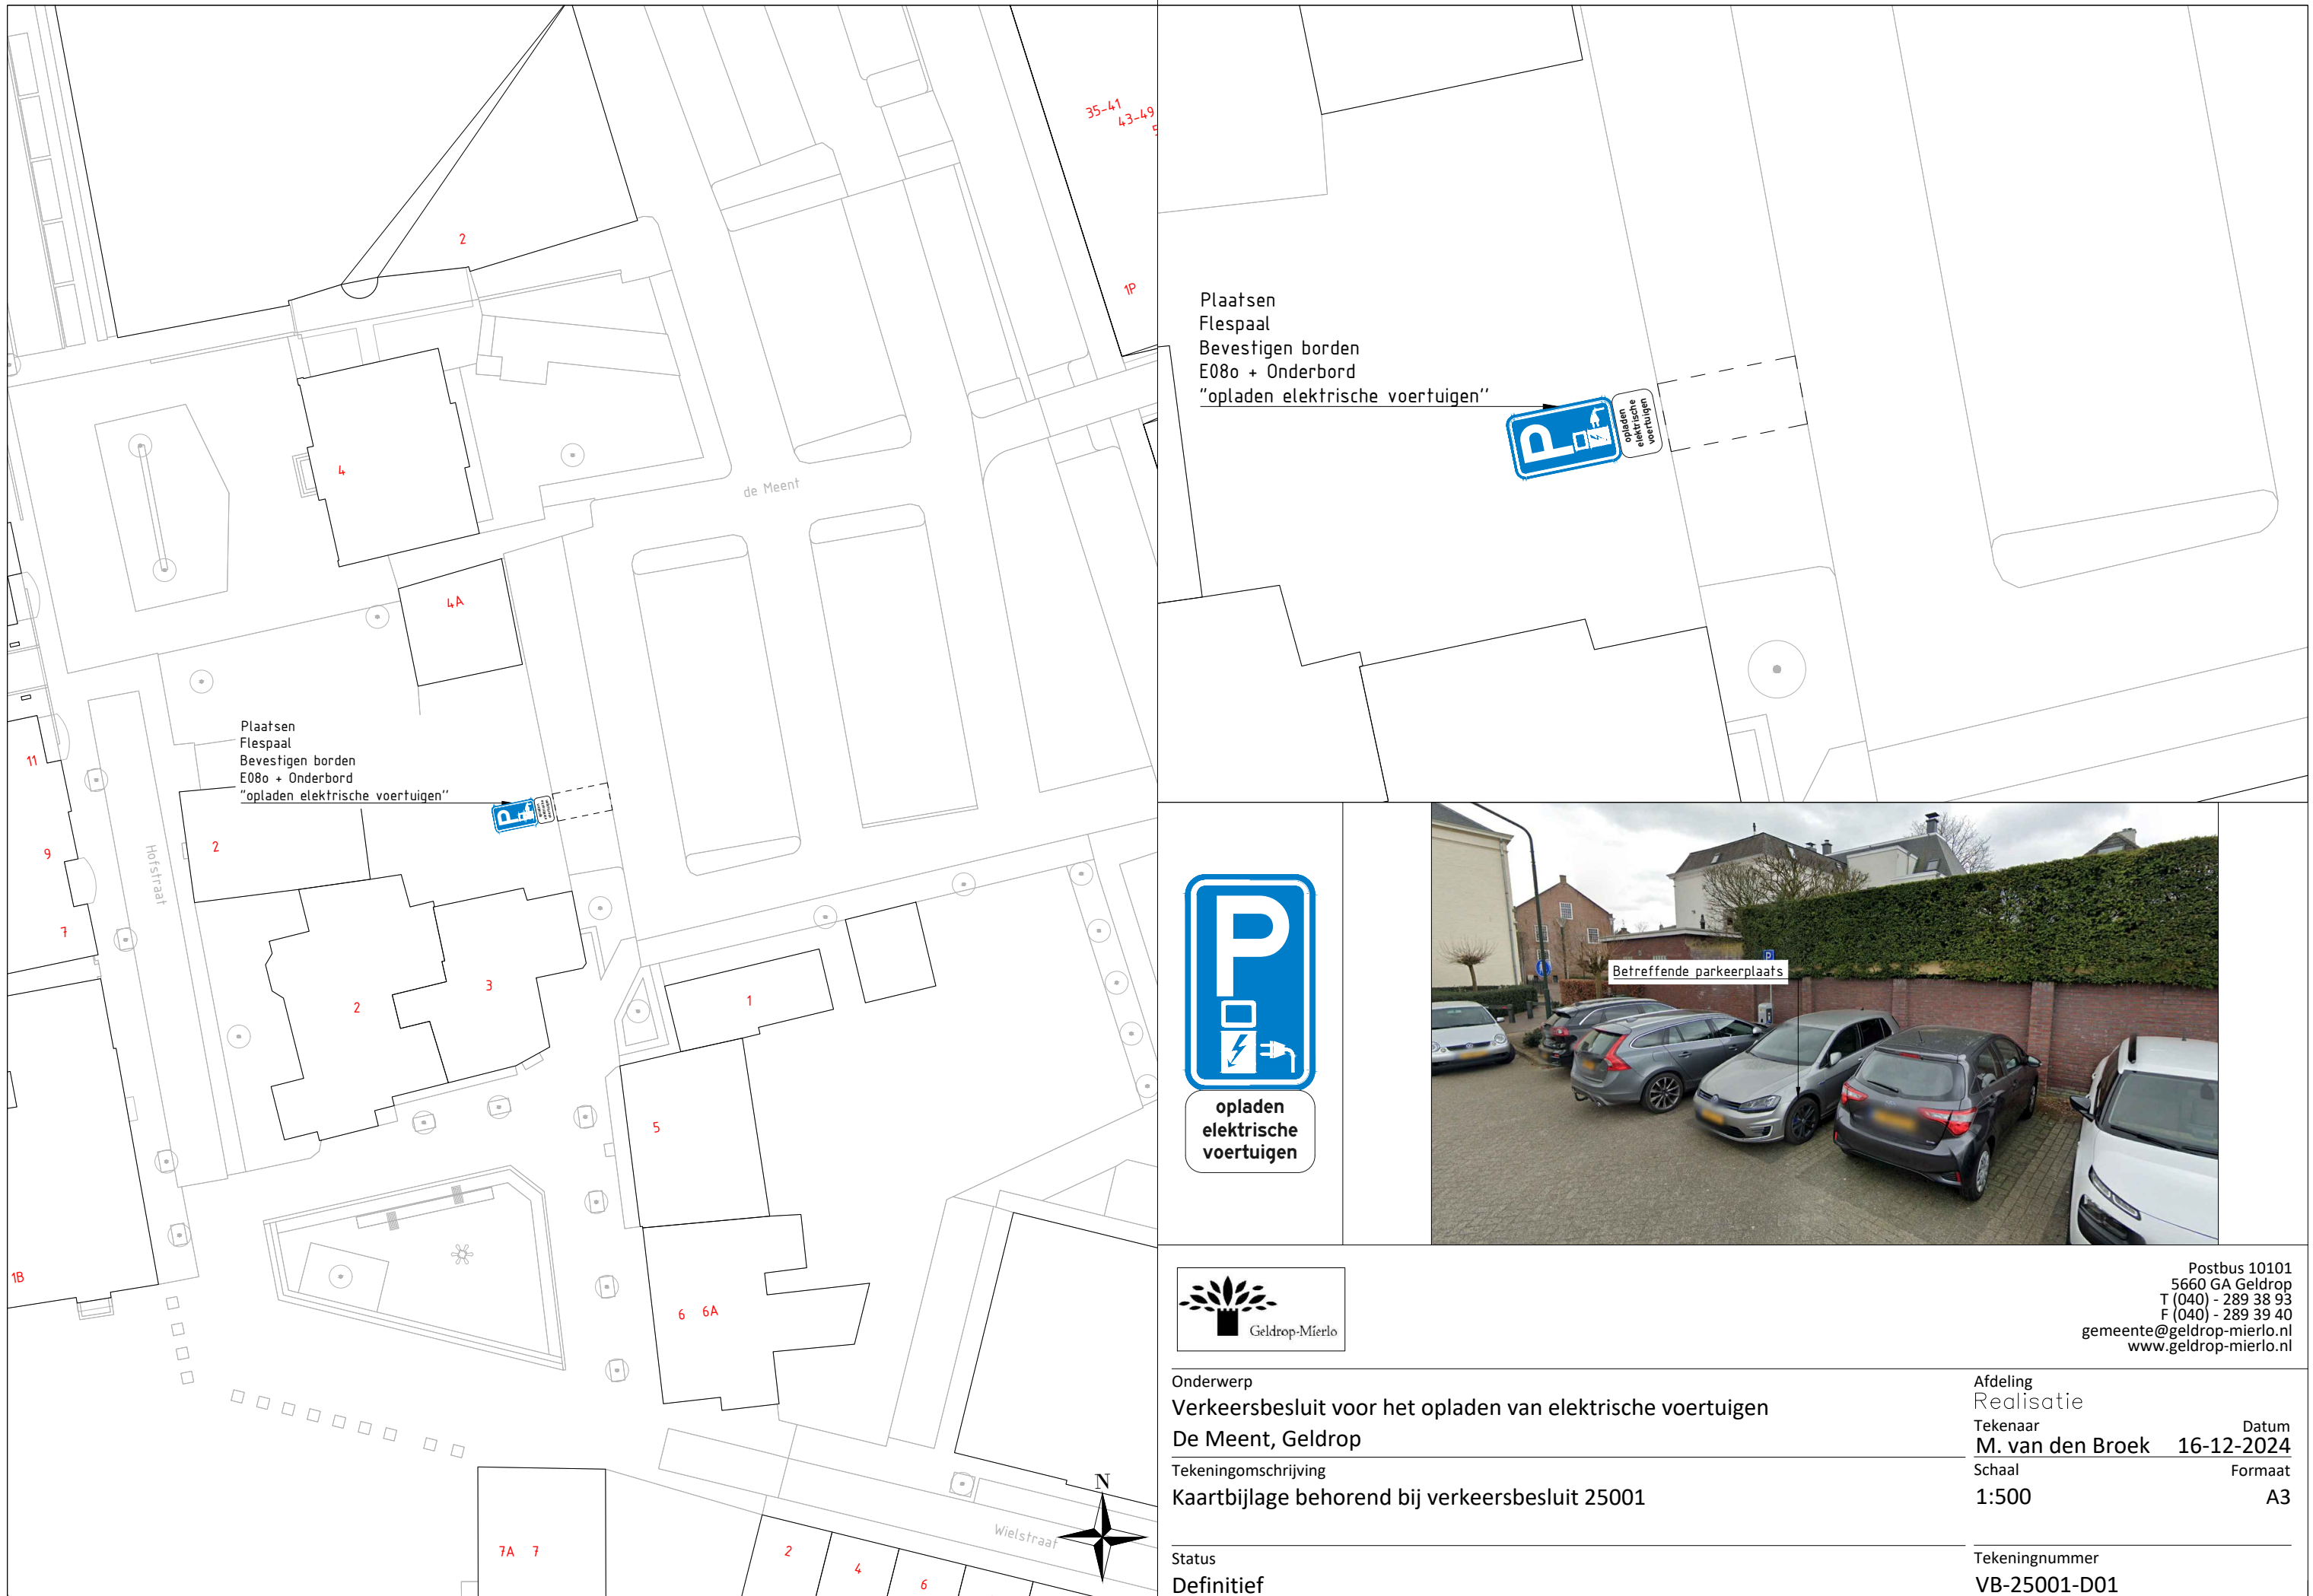 2
35-41
43-49
5
1P
4
de Meent
4A
Plaatsen
Flespaal
Bevestigen borden
E08o + Onderbord
"opladen elektrische voertuigen"
P
opladen
elektrische
voertuigen
11
9
7
Hofstraat
2
2
3
1
5
6 6A
1B
7A 7
2
4
6
Wielstraat
N
Plaatsen
Flespaal
Bevestigen borden
E08o + Onderbord
"opladen elektrische voertuigen"
P
opladen
elektrische
voertuigen
P
opladen
elektrische
voertuigen
P
Betreffende parkeerplaats
Geldrop-Mierlo
Postbus 10101
5660 GA Geldrop
T (040) - 289 38 93
F (040) - 289 39 40
gemeente@geldrop-mierlo.nl
www.geldrop-mierlo.nl
Onderwerp
Verkeersbesluit voor het opladen van elektrische voertuigen
De Meent, Geldrop
Tekeningomschrijving
Kaartbijlage behorend bij verkeersbesluit 25001
Status
Definitief
Afdeling
Realisatie
Tekenaar Datum
M. van den Broek 16-12-2024
Schaal Formaat
1:500 A3
Tekeningnummer
VB-25001-D01